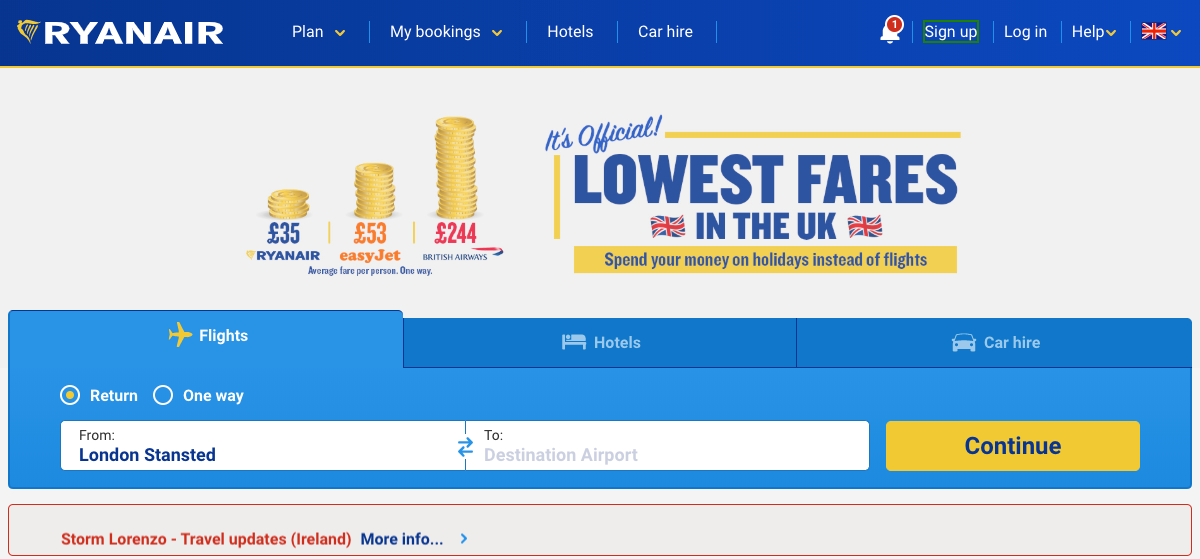 RYANAIR
Plan
My bookings
Hotels
Car hire
1
Sign up
Log in
Help
It's Official!
LOWEST FARES
IN THE UK
Spend your money on holidays instead of flights
£35
£53
£244
RYANAIR
easyJet
BRITISH AIRWAYS
Average fare per person. One way.
Flights
Hotels
Car hire
Return
One way
From:
London Stansted
To:
Destination Airport
Continue
Storm Lorenzo - Travel updates (Ireland) More info...